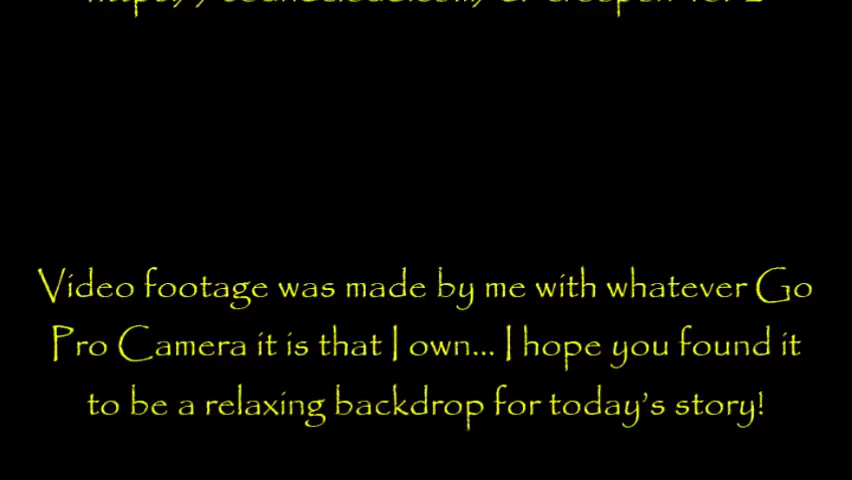 Video footage was made by me with whatever Go
Pro Camera it is that I own... I hope you found it
to be a relaxing backdrop for today's story!